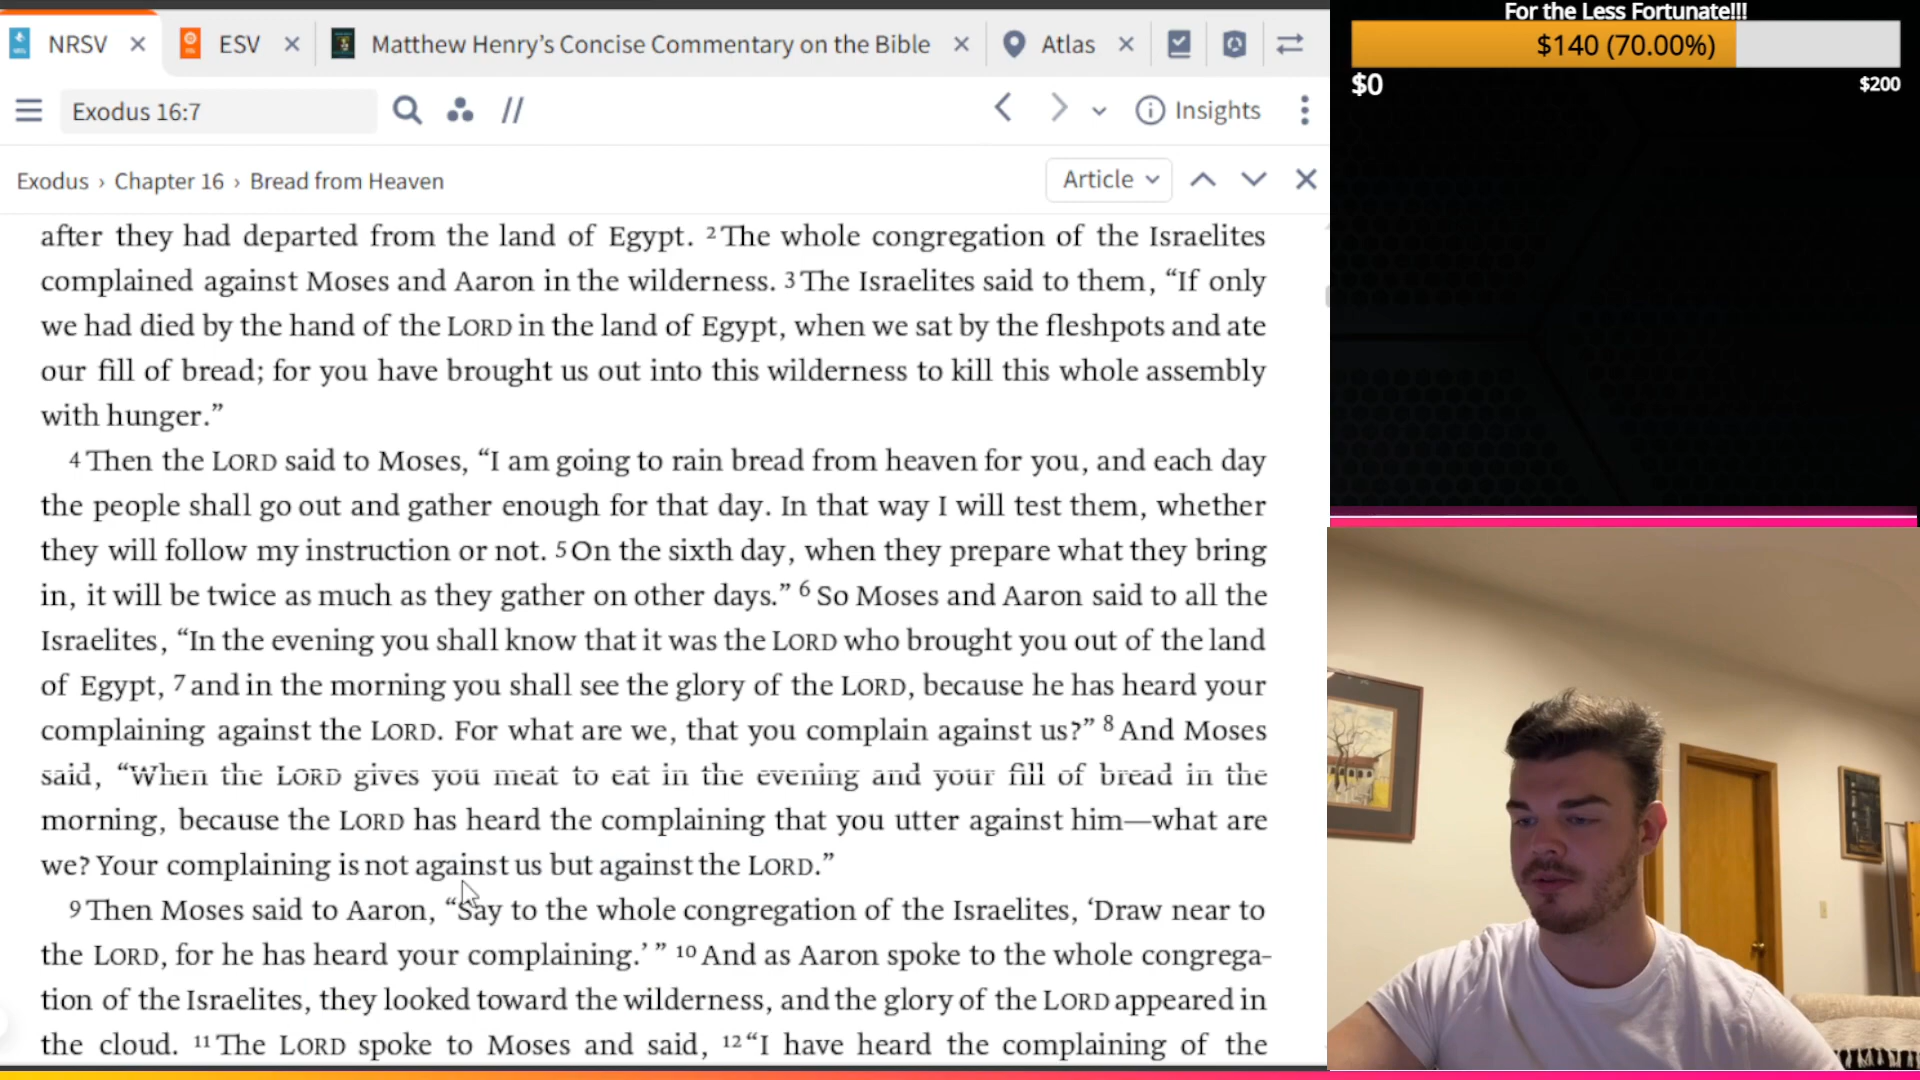 NRSV ESV Matthew Henry’s Concise Commentary on the Bible Atlas
Exodus 16:7 Insights
Exodus › Chapter 16 › Bread from Heaven Article
after they had departed from the land of Egypt. 2 The whole congregation of the Israelites
complained against Moses and Aaron in the wilderness. 3 The Israelites said to them, “If only
we had died by the hand of the LORD in the land of Egypt, when we sat by the fleshpots and ate
our fill of bread; for you have brought us out into this wilderness to kill this whole assembly
with hunger.”
4 Then the LORD said to Moses, “I am going to rain bread from heaven for you, and each day
the people shall go out and gather enough for that day. In that way I will test them, whether
they will follow my instruction or not. 5 On the sixth day, when they prepare what they bring
in, it will be twice as much as they gather on other days.” 6 So Moses and Aaron said to all the
Israelites, “In the evening you shall know that it was the LORD who brought you out of the land
of Egypt, 7 and in the morning you shall see the glory of the LORD, because he has heard your
complaining against the LORD. For what are we, that you complain against us?” 8 And Moses
said, “When the LORD gives you meat to eat in the evening and your fill of bread in the
morning, because the LORD has heard the complaining that you utter against him—what are
we? Your complaining is not against us but against the LORD.”
9 Then Moses said to Aaron, “Say to the whole congregation of the Israelites, ‘Draw near to
the LORD, for he has heard your complaining.’ ” 10 And as Aaron spoke to the whole congrega-
tion of the Israelites, they looked toward the wilderness, and the glory of the LORD appeared in
the cloud. 11 The LORD spoke to Moses and said, 12 “I have heard the complaining of the
For the Less Fortunate!!!
$140 (70.00%)
$0 $200